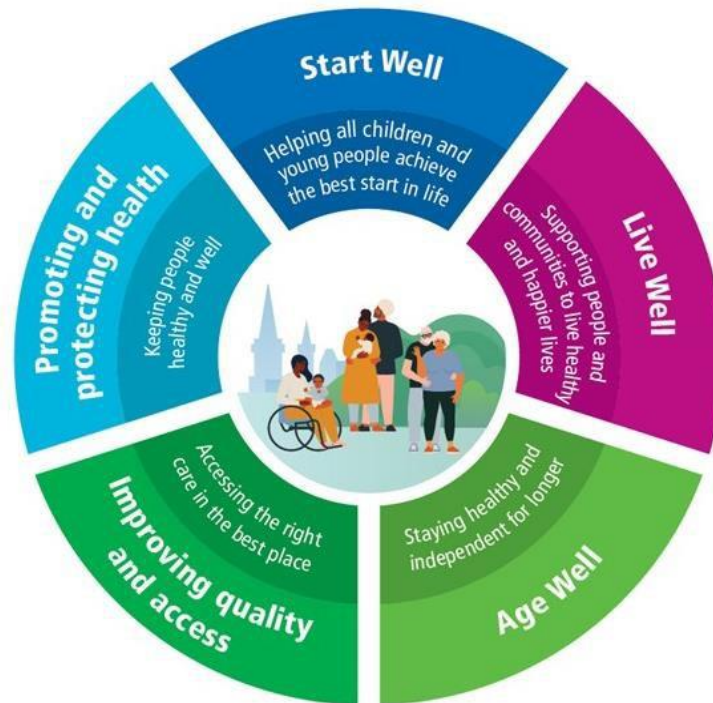 Start Well
Helping all children and
young people achieve
the best start in life
Live Well
Supporting people and
communities to live healthy
and happier lives
Age Well
Staying healthy and
independent for longer
Improving quality
and access
Accessing the right
care in the best place
Promoting and
protecting health
Keeping people
healthy and well